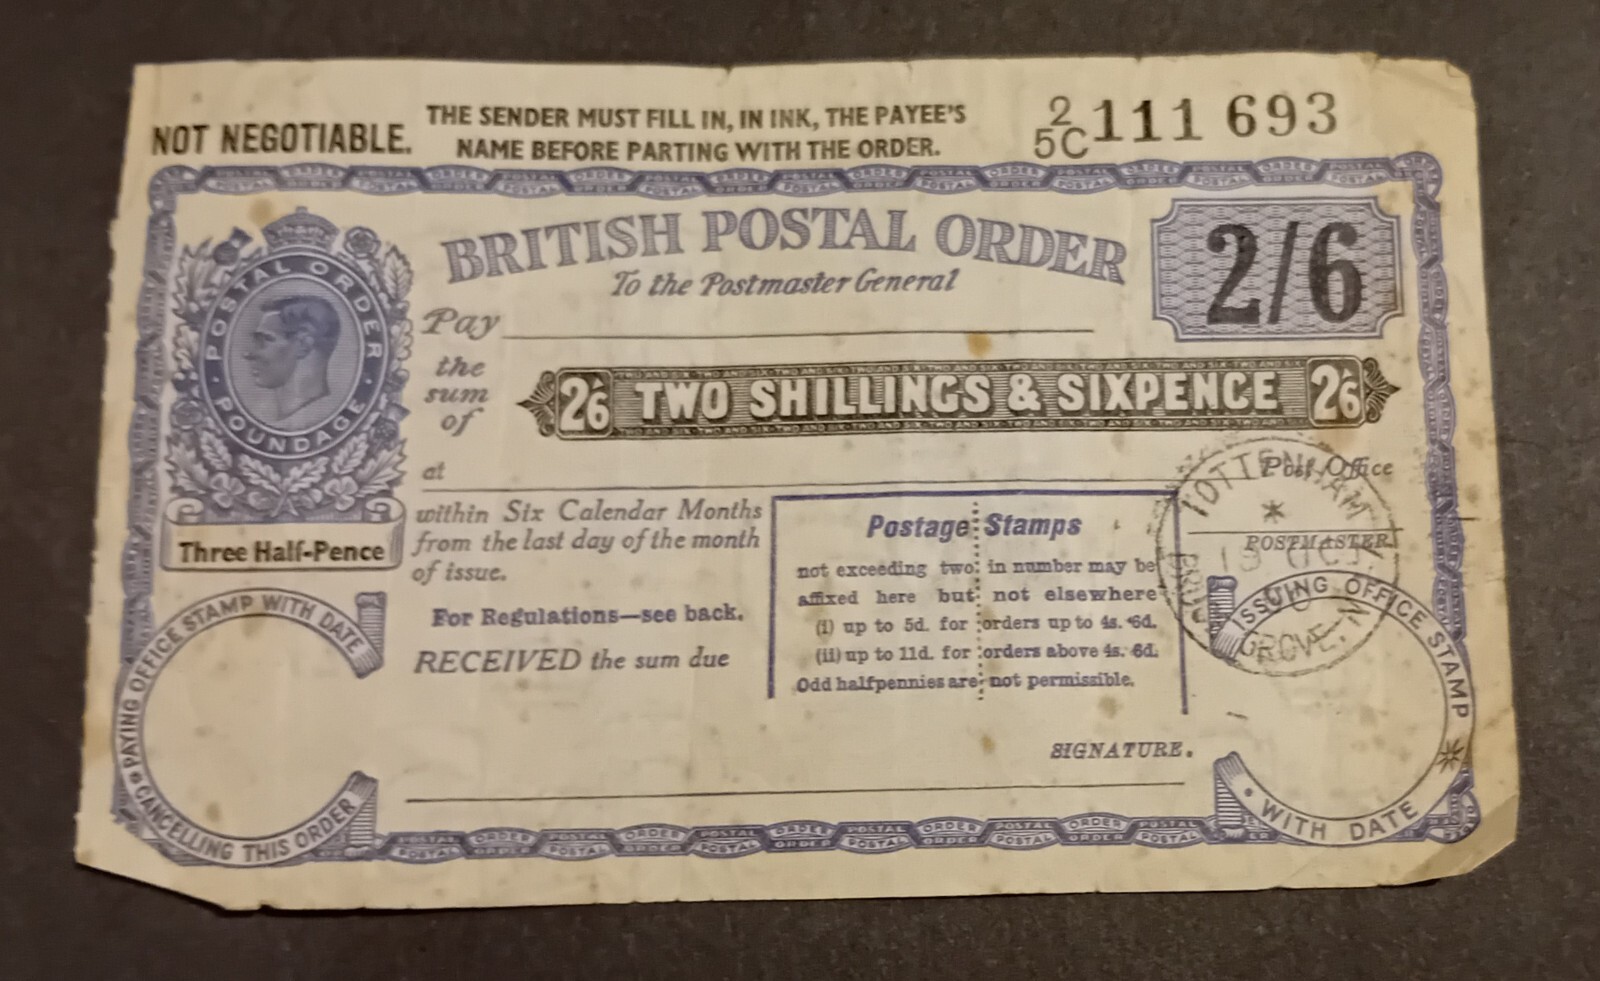 NOT NEGOTIABLE.
THE SENDER MUST FILL IN, IN INK, THE PAYEE'S
NAME BEFORE PARTING WITH THE ORDER.
2/5C 111 693
BRITISH POSTAL ORDER
To the Postmaster General
2/6
POSTAL ORDER
POUNDAGE
Three Half-Pence
Pay
the
sum
of
2/6 TWO SHILLINGS & SIXPENCE 2/6
at
Post Office
POSTMASTER.
within Six Calendar Months
from the last day of the month
of issue.
For Regulations—see back.
RECEIVED the sum due
Postage Stamps
not exceeding two in number may be
affixed here but not elsewhere
(i) up to 5d. for orders up to 4s. 6d.
(ii) up to 11d. for orders above 4s. 6d.
Odd halfpennies are not permissible.
TOTTENHAM
GROVE, N
ISSUING OFFICE STAMP
WITH DATE
SIGNATURE.
PAYING OFFICE STAMP WITH DATE
CANCELLING THIS ORDER